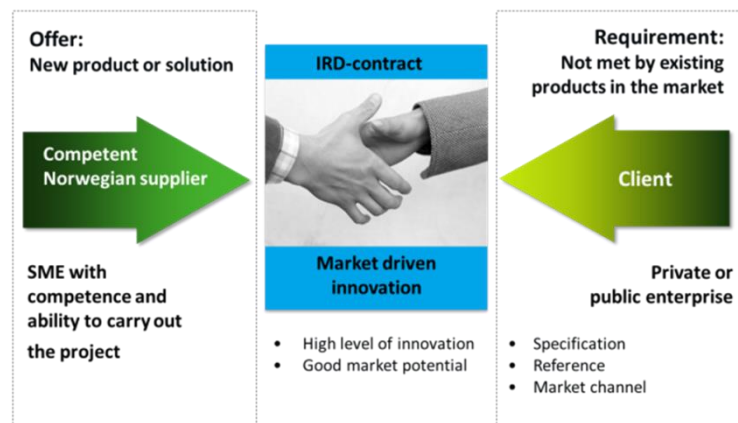 Offer:
New product or solution
Competent
Norwegian supplier
SME with
competence and
ability to carry out
the project
IRD-contract
Market driven
innovation
• High level of innovation
• Good market potential
Requirement:
Not met by existing
products in the market
Client
Private or
public enterprise
• Specification
• Reference
• Market channel